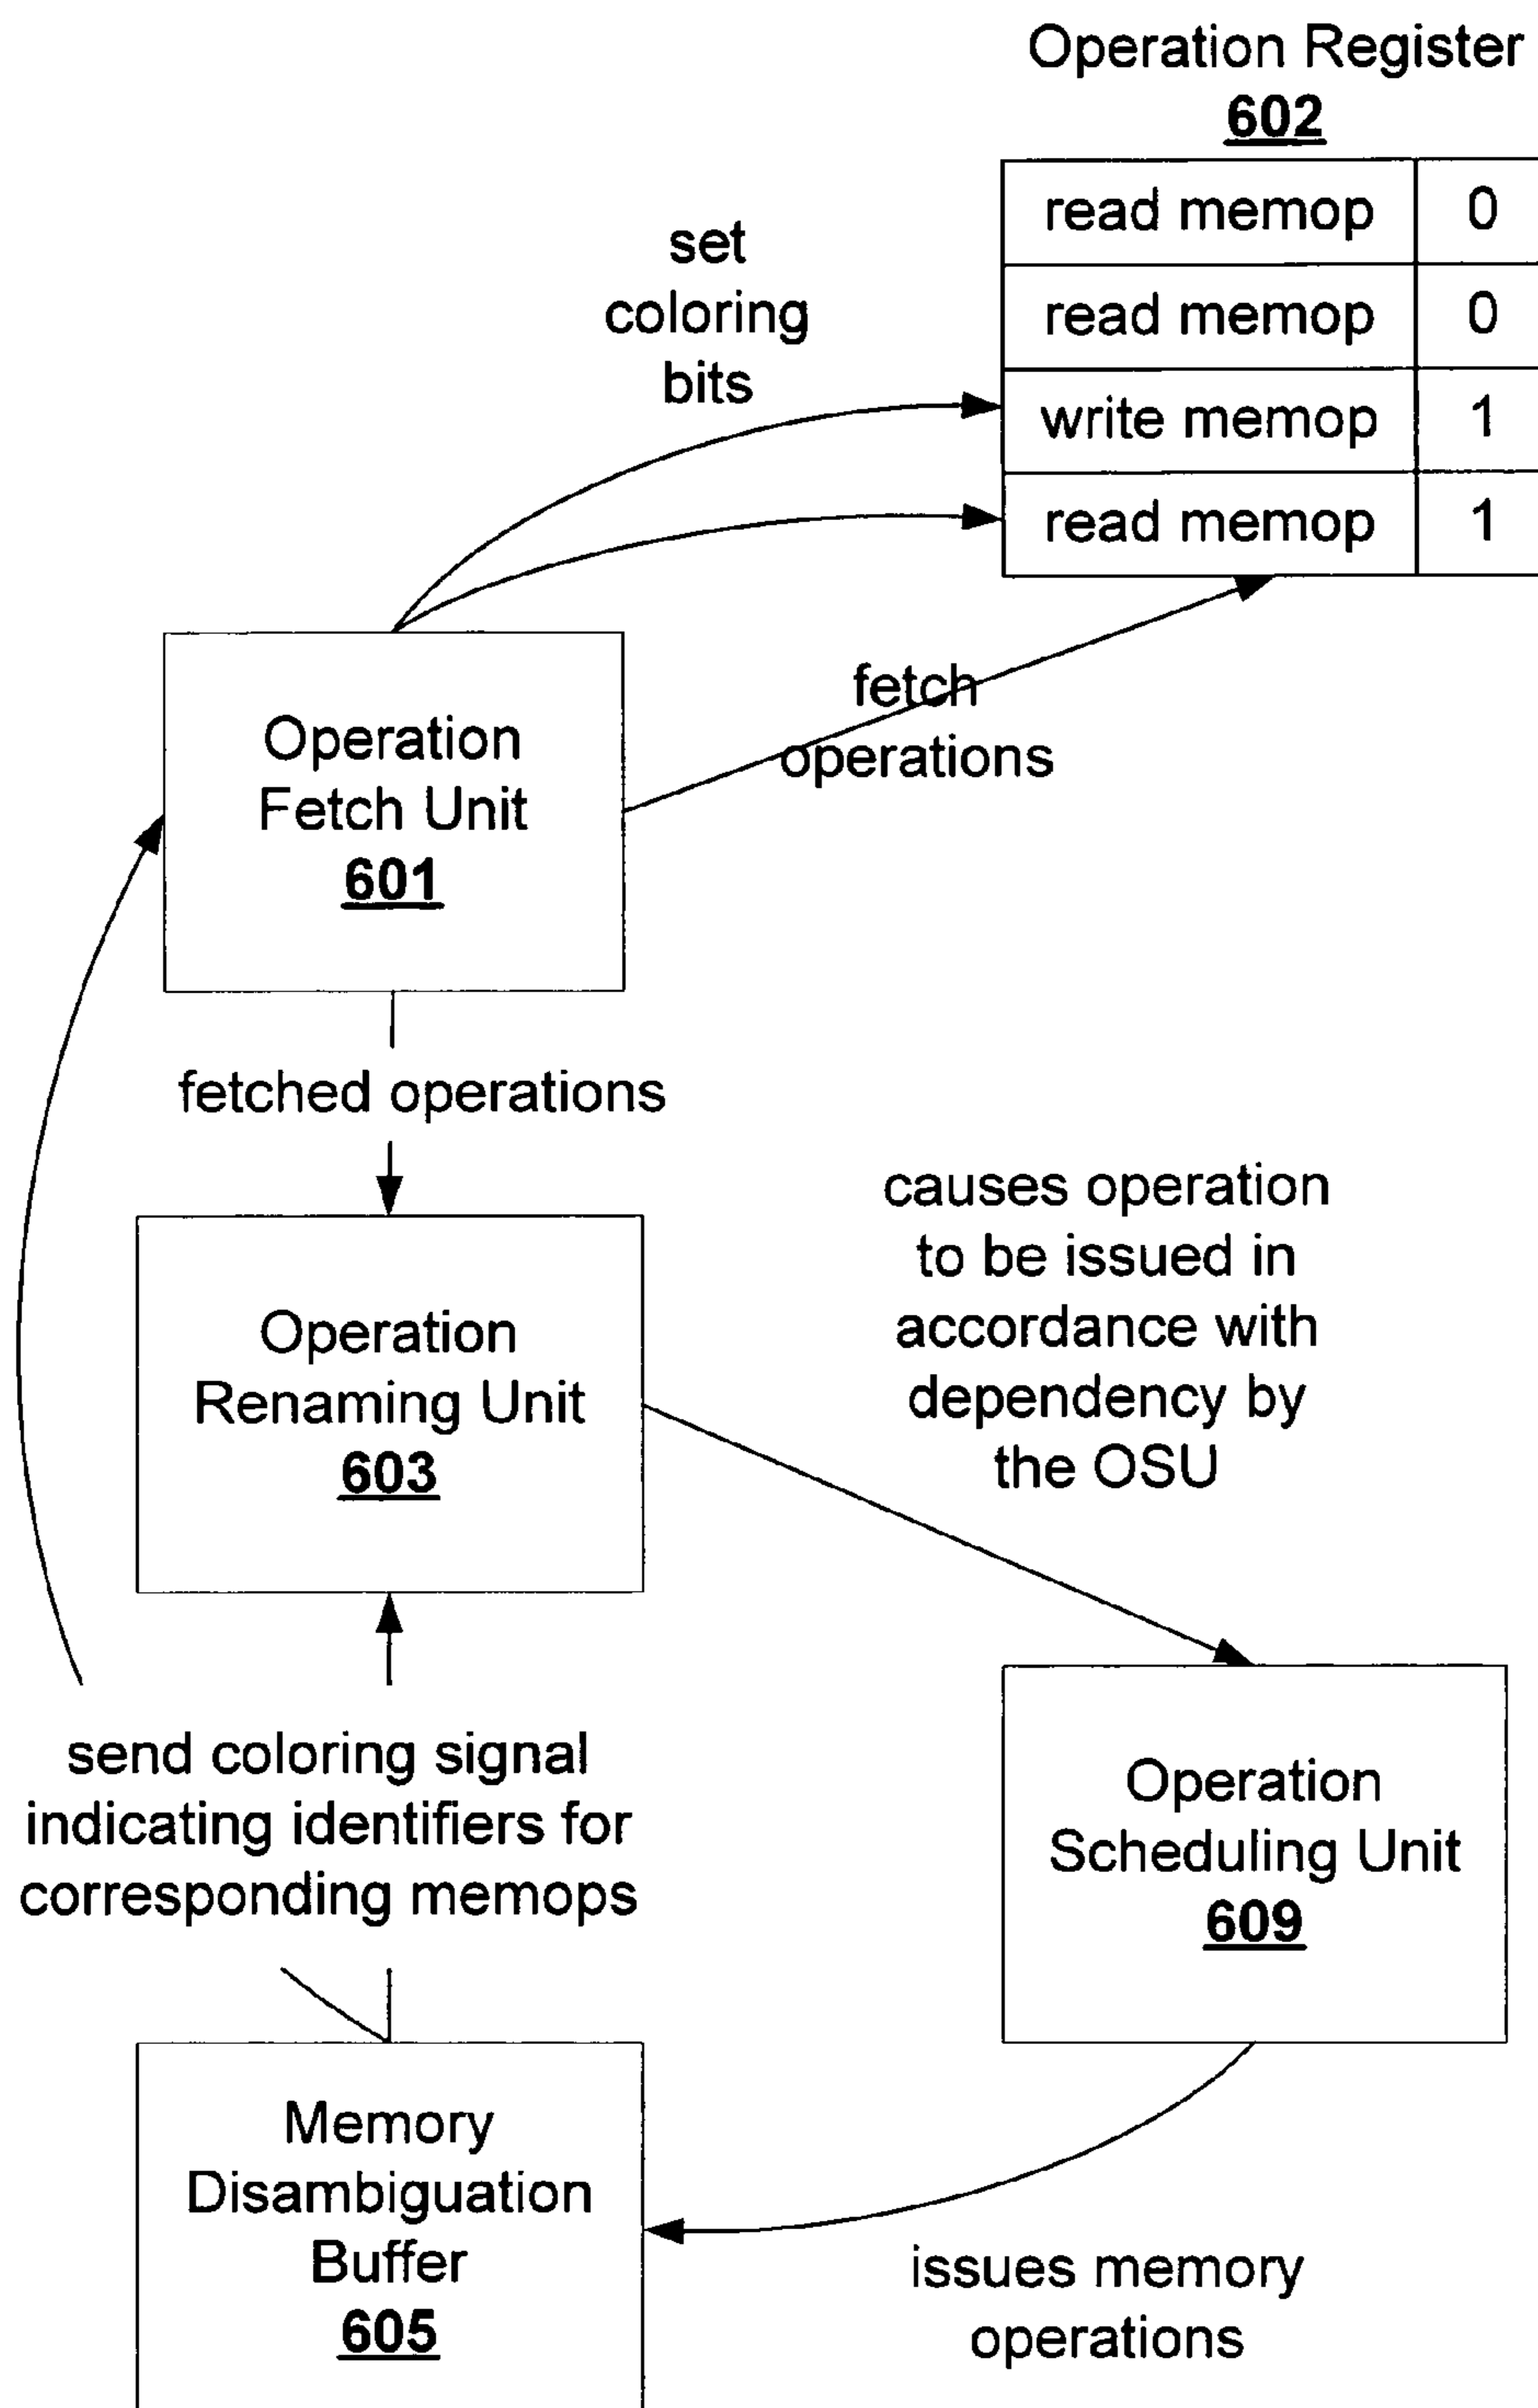 Operation Register
602
read memop 0
read memop 0
write memop 1
read memop 1
set
coloring
bits
fetch
operations
Operation
Fetch Unit
601
fetched operations
Operation
Renaming Unit
603
causes operation
to be issued in
accordance with
dependency by
the OSU
send coloring signal
indicating identifiers for
corresponding memops
Operation
Scheduling Unit
609
Memory
Disambiguation
Buffer
605
issues memory
operations